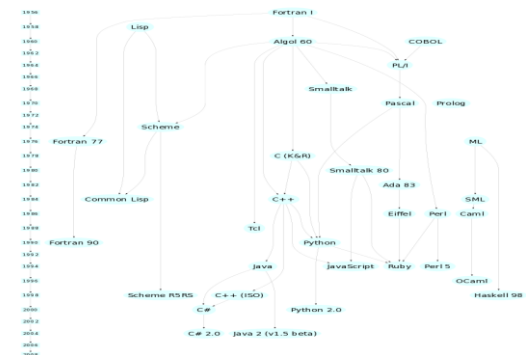 1956
Fortran I
1958
Lisp
1960
Algol 60
COBOL
1962
1964
PL/I
1966
1968
Smalltalk
1970
Pascal
Prolog
1972
1974
Scheme
1976
Fortran 77
ML
1978
C (K&R)
1980
Smalltalk 80
1982
Ada 83
1984
Common Lisp
C++
SML
1986
Eiffel
Perl
Caml
1988
Tcl
1990
Fortran 90
Python
1992
1994
Java
JavaScript
Ruby
Perl 5
1996
OCaml
1998
Scheme R5RS
C++ (ISO)
Haskell 98
2000
C#
Python 2.0
2002
2004
C# 2.0
Java 2 (v1.5 beta)
2006